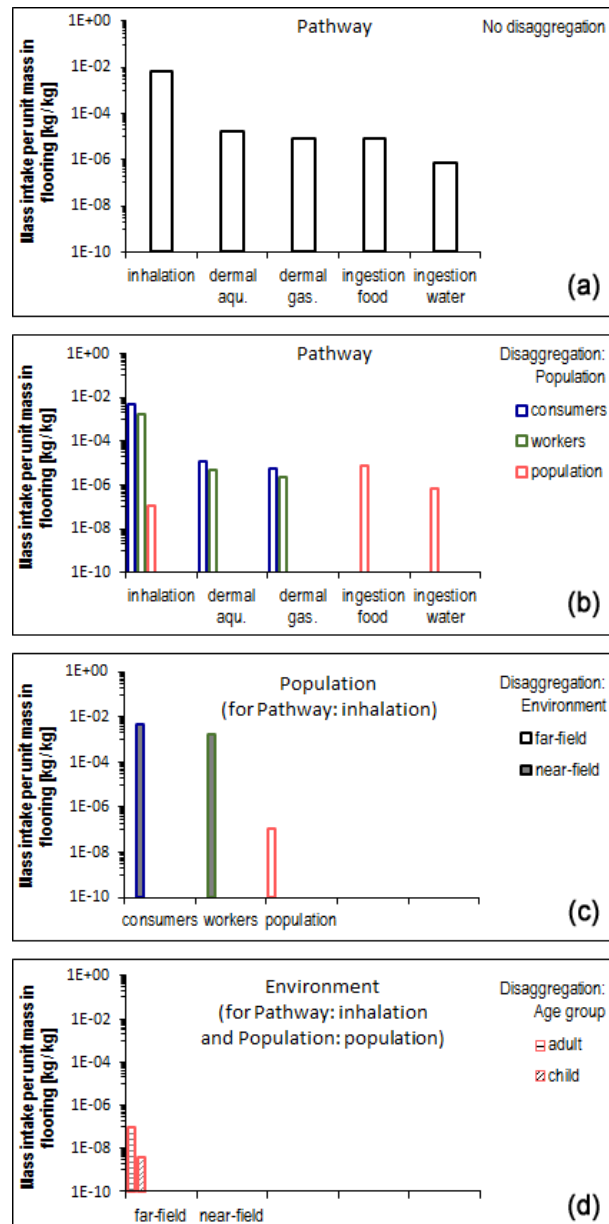 Pathway
No disaggregation
Mass intake per unit mass in
flooring [kg/kg]
1E+00
1E-02
1E-04
1E-06
1E-08
1E-10
inhalation
dermal
aqu.
dermal
gas.
ingestion
food
ingestion
water
(a)
Pathway
Disaggregation:
Population
consumers
workers
population
Mass intake per unit mass in
flooring [kg/kg]
1E+00
1E-02
1E-04
1E-06
1E-08
1E-10
inhalation
dermal
aqu.
dermal
gas.
ingestion
food
ingestion
water
(b)
Population
(for Pathway: inhalation)
Disaggregation:
Environment
far-field
near-field
Mass intake per unit mass in
flooring [kg/kg]
1E+00
1E-02
1E-04
1E-06
1E-08
1E-10
consumers workers population
(c)
Environment
(for Pathway: inhalation
and Population: population)
Disaggregation:
Age group
adult
child
Mass intake per unit mass in
flooring [kg/kg]
1E+00
1E-02
1E-04
1E-06
1E-08
1E-10
far-field near-field
(d)